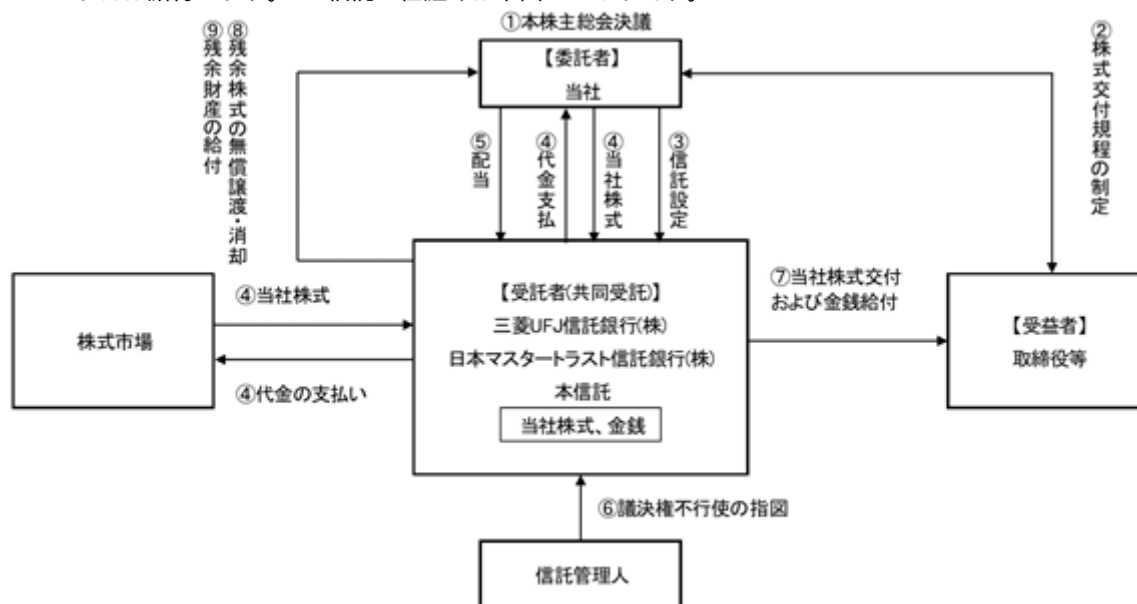 ①本株主総会決議
【委託者】
当社
⑨残余財産の給付
⑧残余株式の無償譲渡・消却
②株式交付規程の制定
⑤配当
④代金支払
④当社株式
③信託設定
④当社株式
株式市場
④代金の支払い
【受託者(共同受託)】
三菱UFJ信託銀行(株)
日本マスタートラスト信託銀行(株)
本信託
当社株式、金銭
⑦当社株式交付
および金銭給付
【受益者】
取締役等
⑥議決権不行使の指図
信託管理人